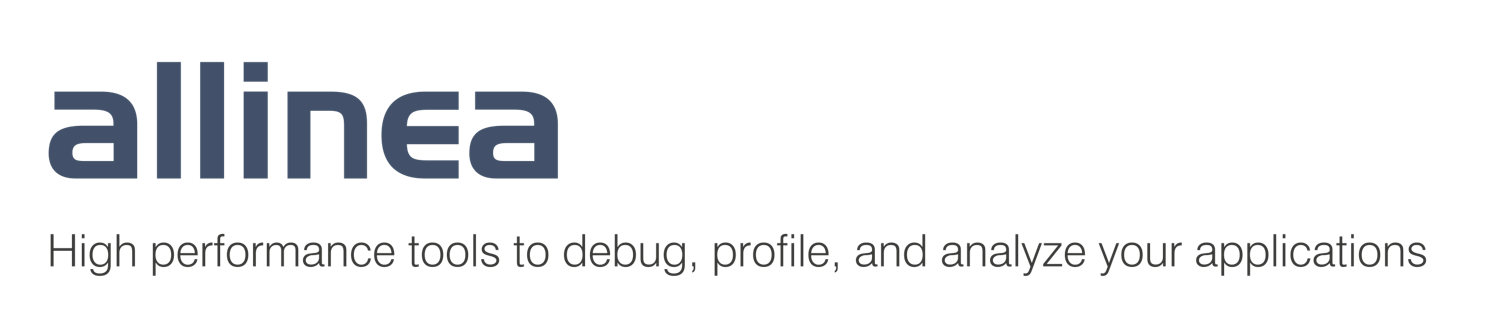 allinea
High performance tools to debug, profile, and analyze your applications